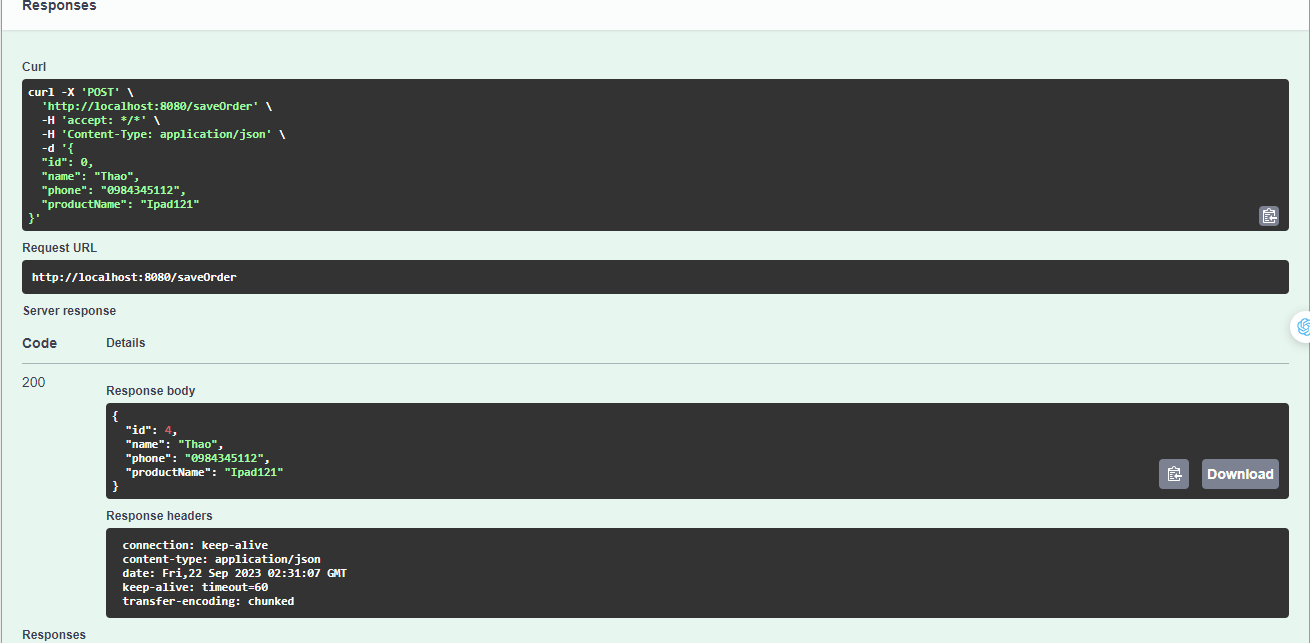 Responses
Curl
curl -X 'POST' \
  'http://localhost:8080/saveOrder' \
  -H 'accept: */*' \
  -H 'Content-Type: application/json' \
  -d '{
  "id": 0,
  "name": "Thao",
  "phone": "0984345112",
  "productName": "Ipad121"
}'
Request URL
http://localhost:8080/saveOrder
Server response
Code Details
200
Response body
{
  "id": 4,
  "name": "Thao",
  "phone": "0984345112",
  "productName": "Ipad121"
}
Download
Response headers
connection: keep-alive
content-type: application/json
date: Fri,22 Sep 2023 02:31:07 GMT
keep-alive: timeout=60
transfer-encoding: chunked
Responses